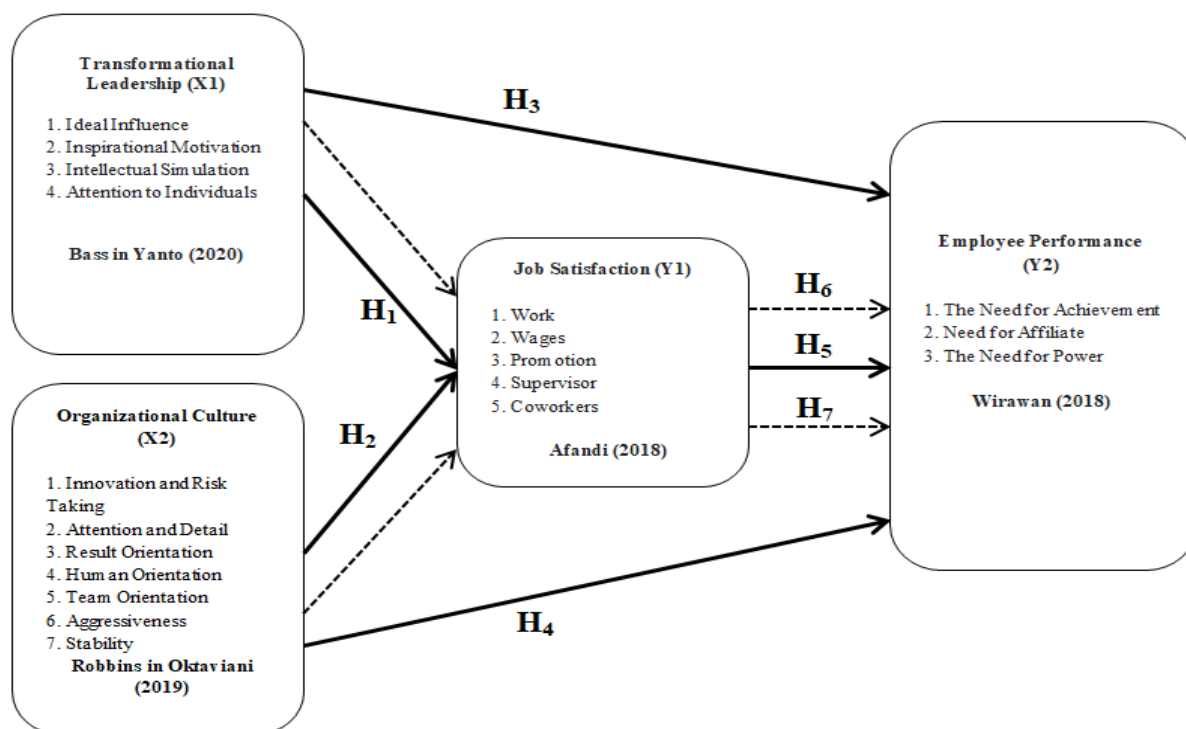 Transformational
Leadership (X1)
1. Ideal Influence
2. Inspirational Motivation
3. Intellectual Simulation
4. Attention to Individuals
Bass in Yanto (2020)
H3
H1
Job Satisfaction (Y1)
1. Work
2. Wages
3. Promotion
4. Supervisor
5. Coworkers
Afandi (2018)
H6
H5
H7
Employee Performance
(Y2)
1. The Need for Achievement
2. Need for Affiliate
3. The Need for Power
Wirawan (2018)
Organizational Culture
(X2)
1. Innovation and Risk
Taking
2. Attention and Detail
3. Result Orientation
4. Human Orientation
5. Team Orientation
6. Aggressiveness
7. Stability
Robbins in Oktaviani
(2019)
H2
H4